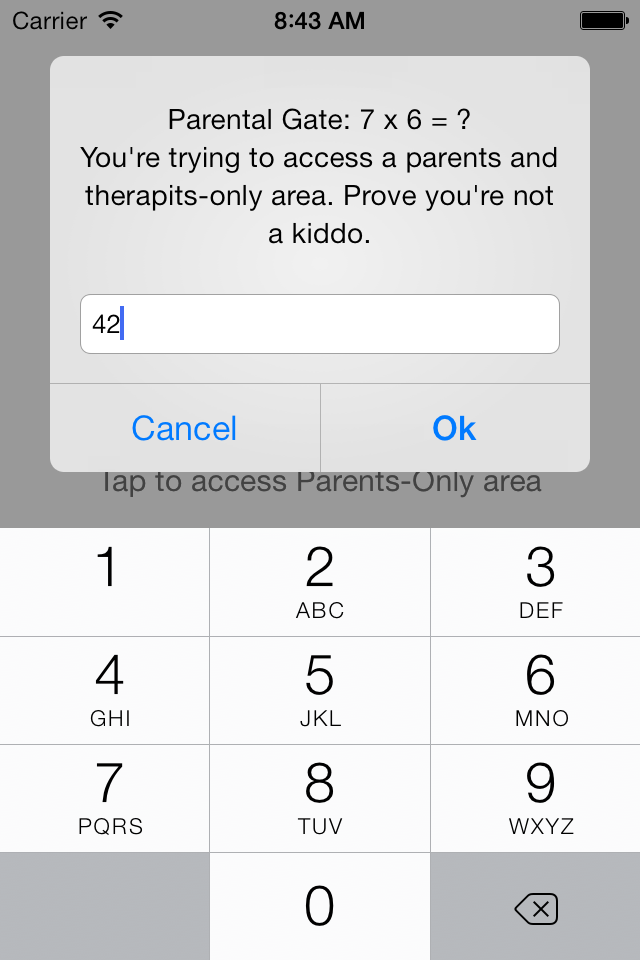 Carrier 8:43 AM
Parental Gate: 7 x 6 = ?
You're trying to access a parents and
therapits-only area. Prove you're not
a kiddo.
42
Cancel Ok
Tap to access Parents-Only area
1 2 3
ABC DEF
4 5 6
GHI JKL MNO
7 8 9
PQRS TUV WXYZ
0